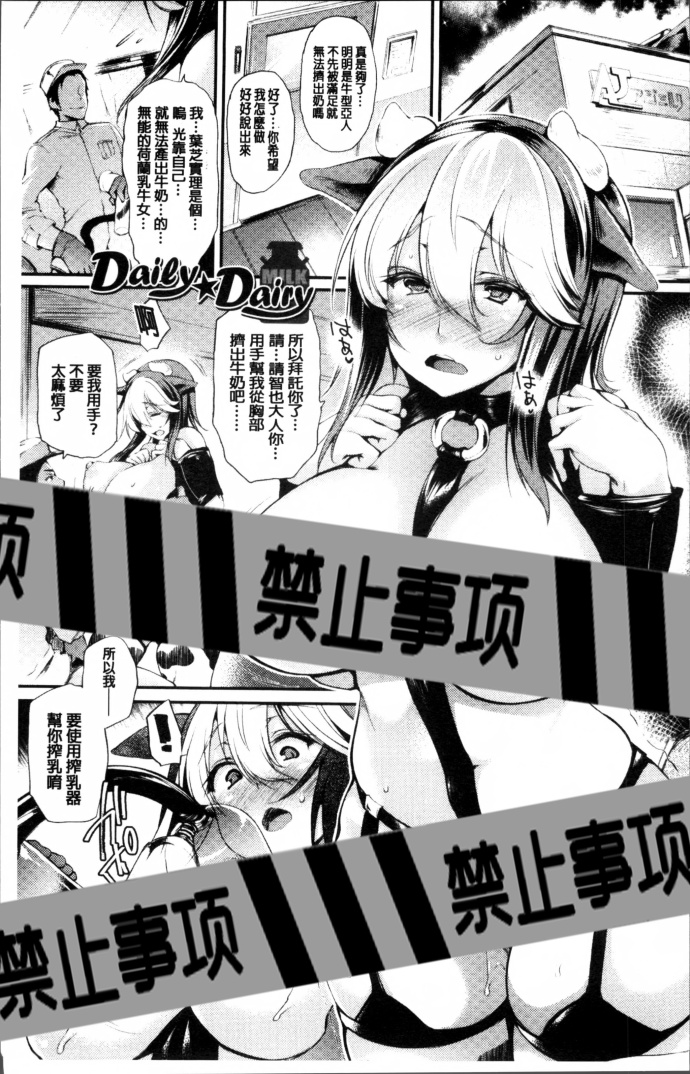 真是夠了…
明明是牛型亞人
不先被滿足就
無法擠出奶嗎
好了…你希望
我怎麼做
好好說出來
我…葉芝實理是個…
嗚 光靠自己…
就無法產出牛奶…的…
無能的荷蘭乳牛女…
Daily★Dairy
MILK
所以拜託你了…
請…請智也大人你…
用手幫我從胸部
擠出牛奶吧……
はぁ
はぁ
啊
要我用手？
不要
太麻煩了
项
禁止事项
所以我——
要使用搾乳器
幫你搾乳唷
！
禁止事项
禁止事项